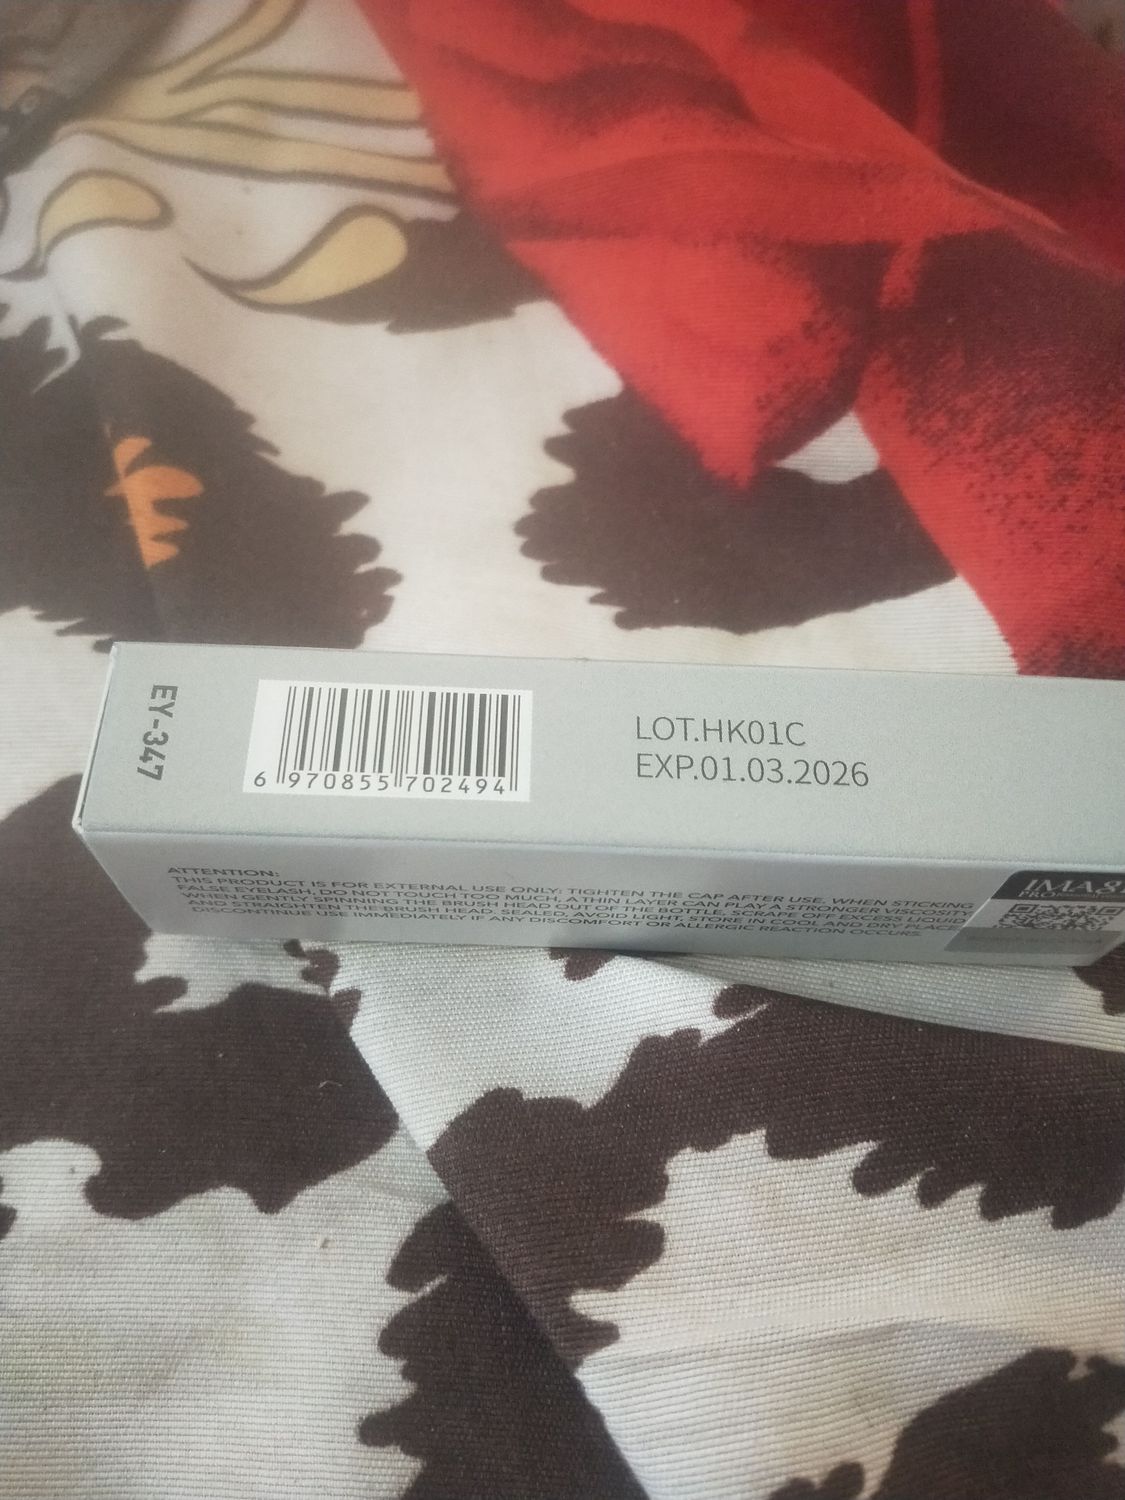 EY-347
6 970855 702494
LOT.HK01C
EXP.01.03.2026
ATTENTION:
THIS PRODUCT IS FOR EXTERNAL USE ONLY: TIGHTEN THE CAP AFTER USE, WHEN STICKING
FALSE EYELASH, DO NOT TOUCH TOO MUCH, A THIN LAYER CAN PLAY A STRONGER VISCOSITY
WHEN GENTLY SPINNING THE BRUSH HEAD OUT OF THE BOTTLE, SCRAPE OFF EXCESS LIQUID
AND STRAIGHTEN THE BRUSH HEAD. SEALED, AVOID LIGHT, STORE IN COOL AND DRY PLACE.
DISCONTINUE USE IMMEDIATELY IF ANY DISCOMFORT OR ALLERGIC REACTION OCCURS.